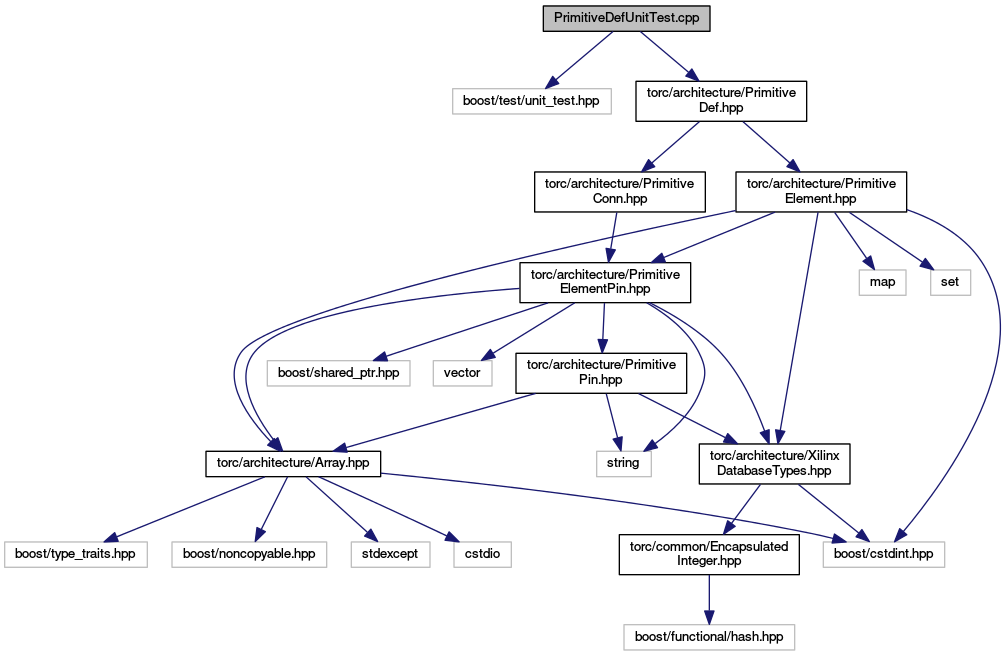 PrimitiveDefUnitTest.cpp
boost/test/unit_test.hpp
torc/architecture/Primitive
Def.hpp
torc/architecture/Primitive
Conn.hpp
torc/architecture/Primitive
Element.hpp
torc/architecture/Primitive
ElementPin.hpp
map
set
boost/shared_ptr.hpp
vector
torc/architecture/Primitive
Pin.hpp
torc/architecture/Array.hpp
string
torc/architecture/Xilinx
DatabaseTypes.hpp
boost/type_traits.hpp
boost/noncopyable.hpp
stdexcept
cstdio
torc/common/Encapsulated
Integer.hpp
boost/cstdint.hpp
boost/functional/hash.hpp